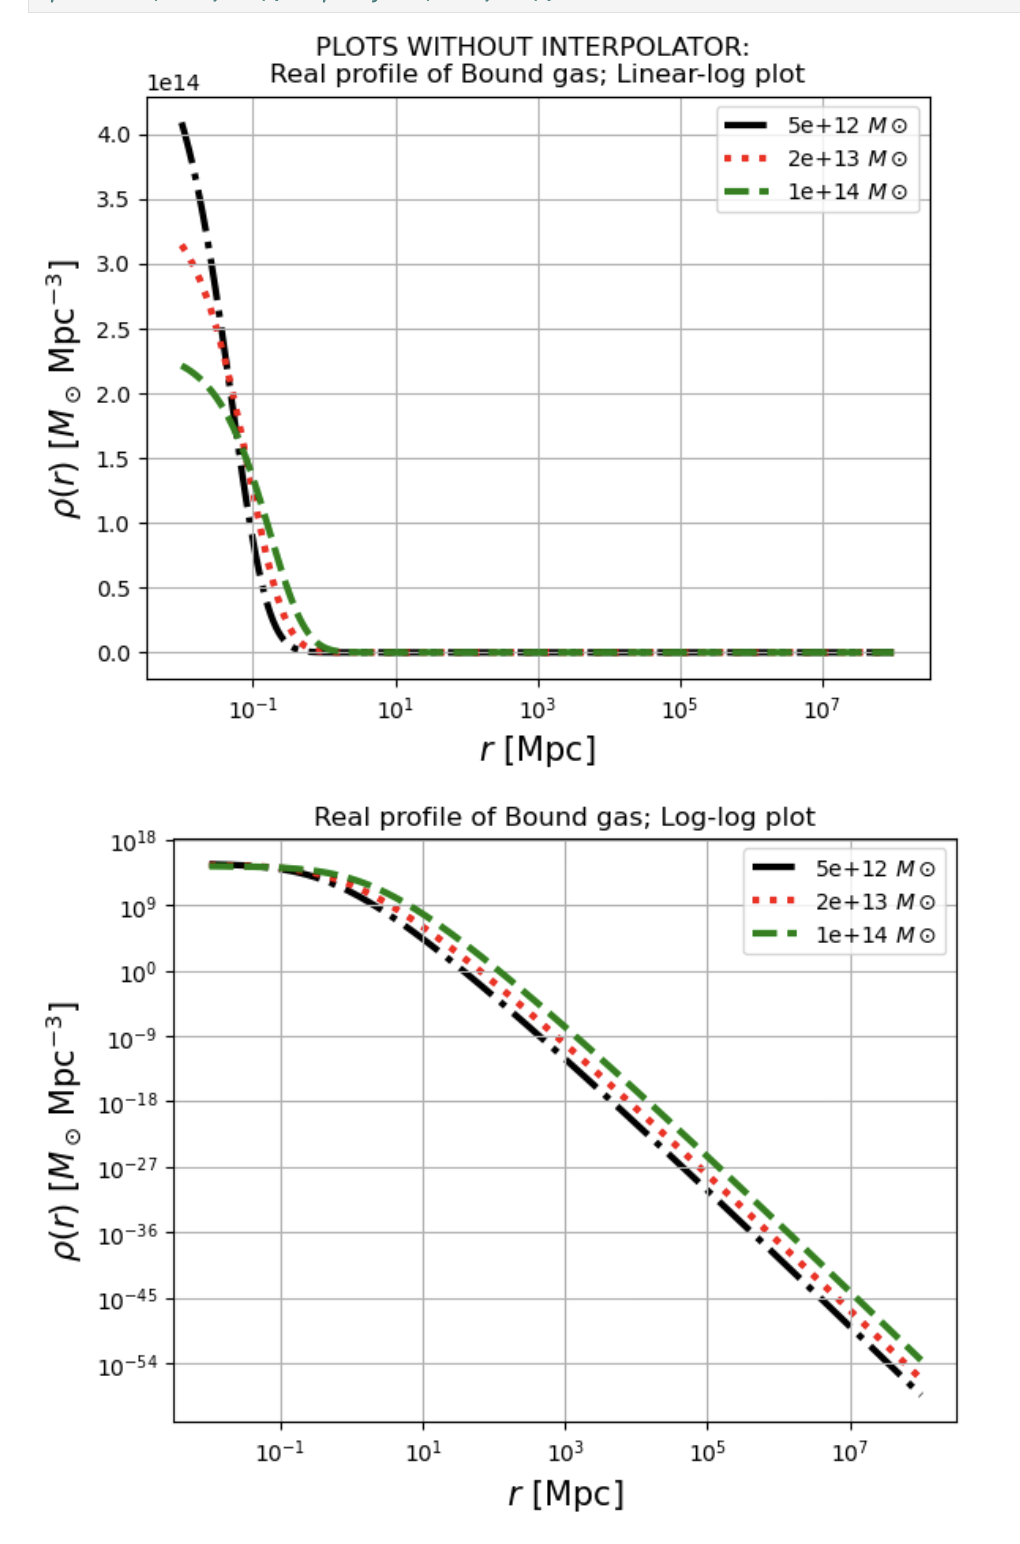 PLOTS WITHOUT INTERPOLATOR:
Real profile of Bound gas; Linear-log plot
1e14
4.0
3.5
3.0
2.5
2.0
1.5
1.0
0.5
0.0
ρ(r) [M⊙ Mpc⁻³]
5e+12 M⊙
2e+13 M⊙
1e+14 M⊙
10⁻¹ 10¹ 10³ 10⁵ 10⁷
r [Mpc]
Real profile of Bound gas; Log-log plot
10¹⁸
10⁹
10⁰
10⁻⁹
10⁻¹⁸
10⁻²⁷
10⁻³⁶
10⁻⁴⁵
10⁻⁵⁴
ρ(r) [M⊙ Mpc⁻³]
5e+12 M⊙
2e+13 M⊙
1e+14 M⊙
10⁻¹ 10¹ 10³ 10⁵ 10⁷
r [Mpc]